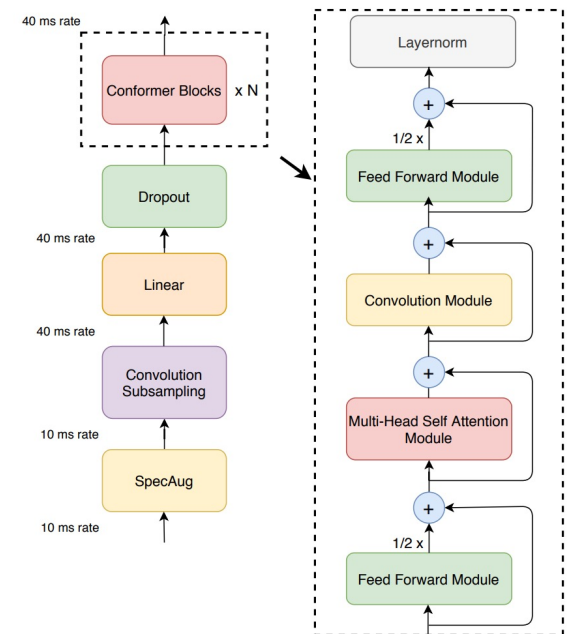 40 ms rate
Conformer Blocks
x N
Dropout
40 ms rate
Linear
40 ms rate
Convolution
Subsampling
10 ms rate
SpecAug
10 ms rate
Layernorm
+
1/2 x
Feed Forward Module
+
Convolution Module
+
Multi-Head Self Attention
Module
+
1/2 x
Feed Forward Module